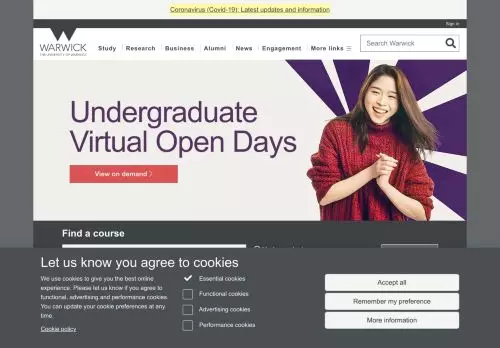 Coronavirus (Covid-19): Latest updates and information
Sign in
WARWICK
THE UNIVERSITY OF WARWICK
Study
Research
Business
Alumni
News
Engagement
More links
Search Warwick
Undergraduate
Virtual Open Days
View on demand
Find a course
Let us know you agree to cookies
We use cookies to give you the best online
experience. Please let us know if you agree to
functional, advertising and performance cookies.
You can update your cookie preferences at any
time.
Cookie policy
Essential cookies
Functional cookies
Advertising cookies
Performance cookies
Accept all
Remember my preference
More information